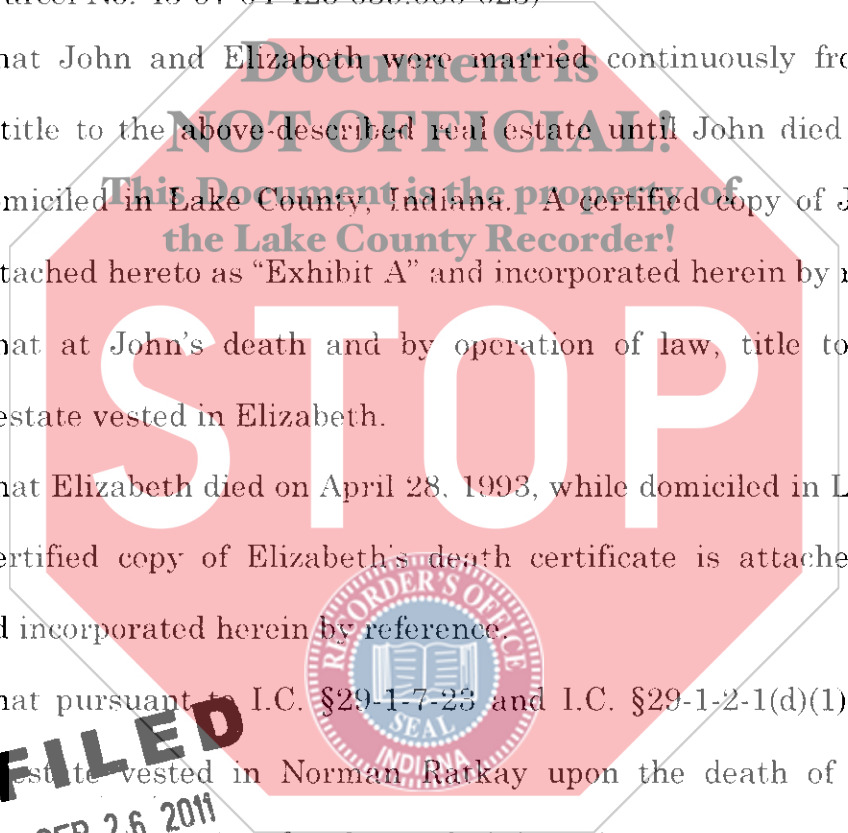 hat John and Elizabeth were married continuously fro
title to the above-described real estate until John died
miciled in Lake County, Indiana. A certified copy of J
tached hereto as “Exhibit A” and incorporated herein by r
hat at John's death and by operation of law, title to
estate vested in Elizabeth.
hat Elizabeth died on April 28, 1993, while domiciled in L
ertified copy of Elizabeth's death certificate is attache
d incorporated herein by reference.
hat pursuant to I.C. §29-1-7-23 and I.C. §29-1-2-1(d)(1)
estate vested in Norman Ratkay upon the death of
Document is
NOT OFFICIAL!
This Document is the property of
the Lake County Recorder!
STOP
RECORDER'S OFFICE
SEAL
INDIANA
FILED
SEP 26 2011